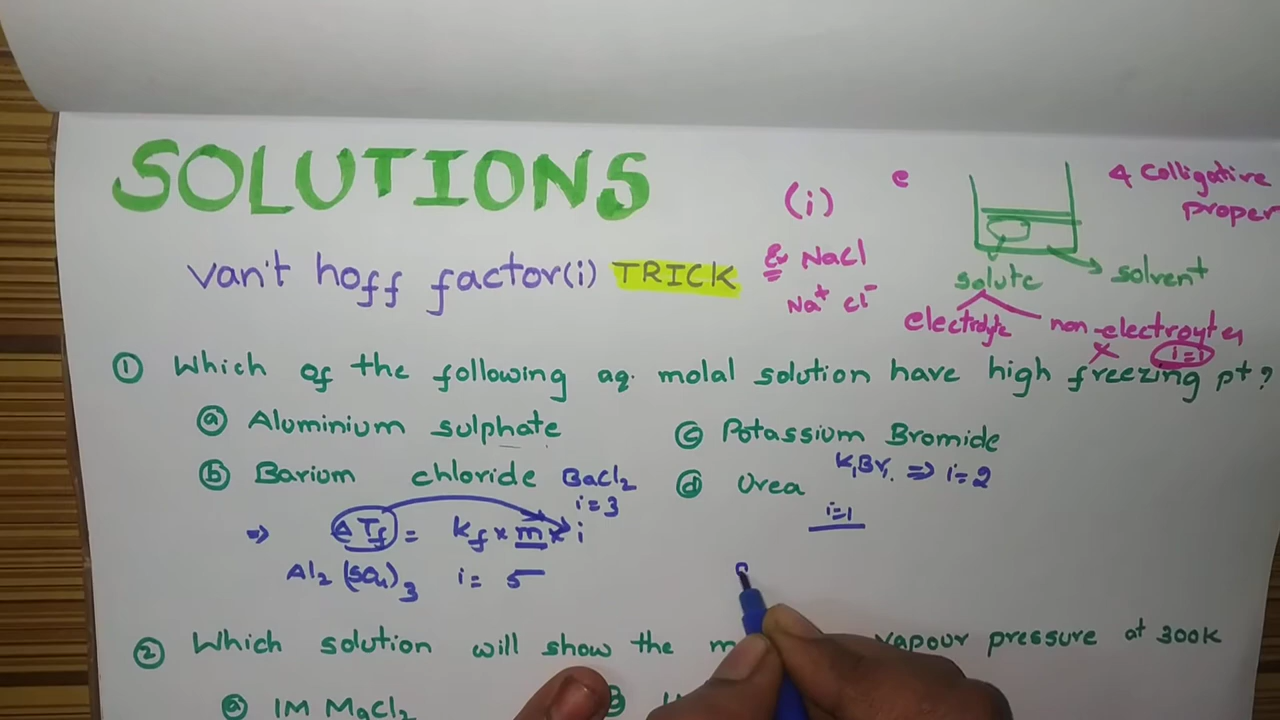 SOLUTIONS
van't hoff factor(i) TRICK
(i)
Ex NaCl
Na⁺ Cl⁻
e
4 Colligative
proper
solute
solvent
electrolyte
non-electroytes
i=1
① Which of the following aq. molal solution have high freezing pt?
ⓐ Aluminium sulphate
ⓑ Barium chloride BaCl₂
i=3
ⓒ Potassium Bromide
K₁Br₁ ⇒ i=2
ⓓ Urea
i=1
⇒ ΔTf = kf × m × i
Al₂(SO₄)₃ i = 5
② Which solution will show the vapour pressure at 300k
ⓐ 1M MgCl₂